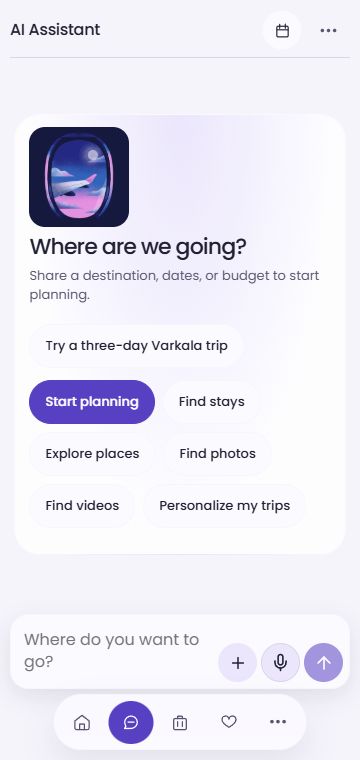 AI Assistant
Where are we going?
Share a destination, dates, or budget to start
planning.
Try a three-day Varkala trip
Start planning
Find stays
Explore places
Find photos
Find videos
Personalize my trips
Where do you want to
go?